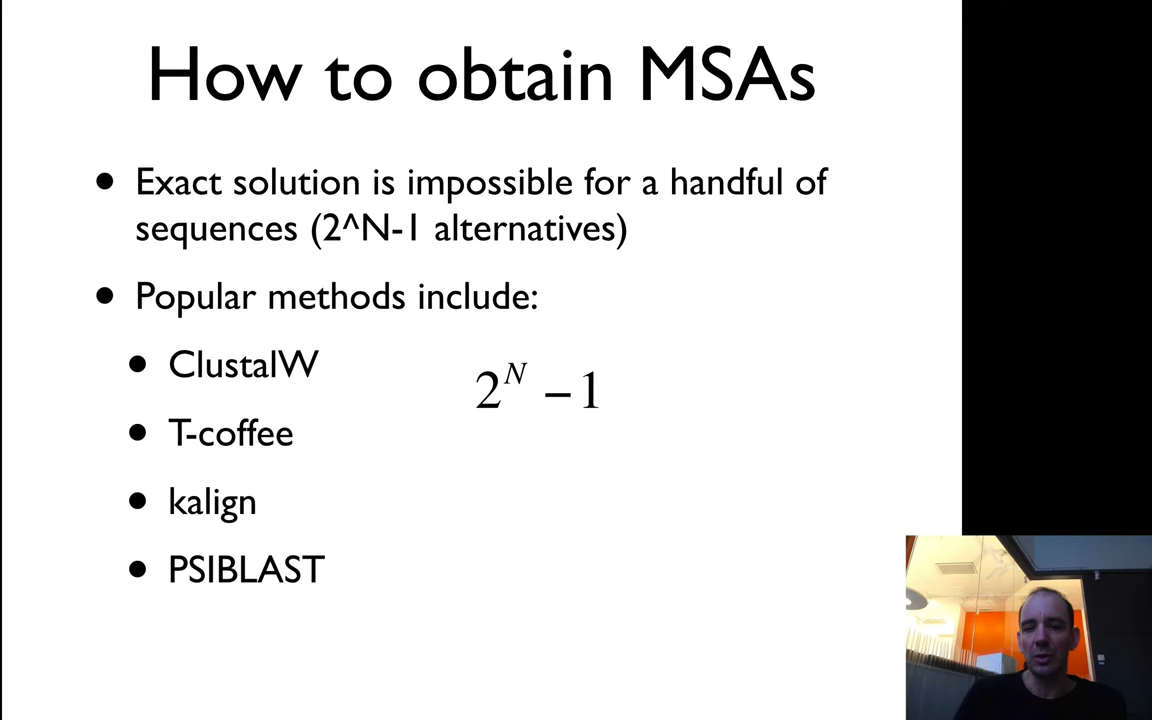 How to obtain MSAs
• Exact solution is impossible for a handful of
sequences (2^N-1 alternatives)
• Popular methods include:
• ClustalW
2^N − 1
• T-coffee
• kalign
• PSIBLAST